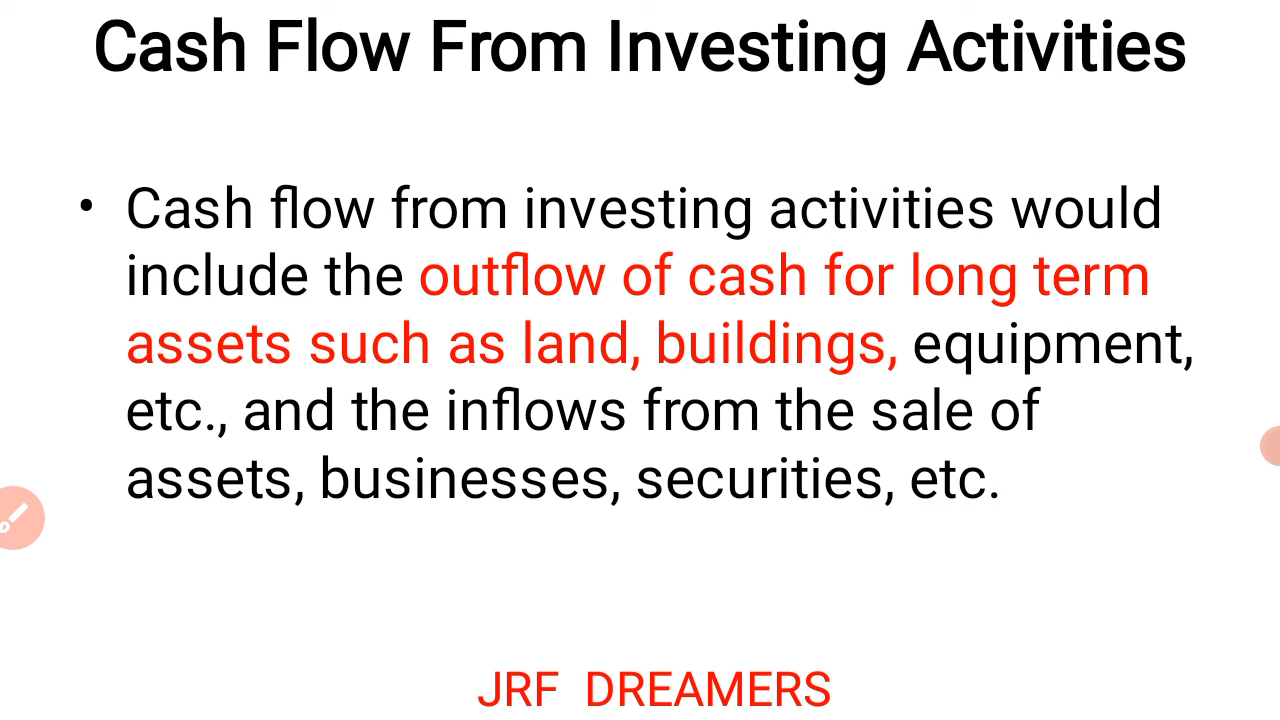 Cash Flow From Investing Activities
• Cash flow from investing activities would
include the outflow of cash for long term
assets such as land, buildings, equipment,
etc., and the inflows from the sale of
assets, businesses, securities, etc.
JRF DREAMERS